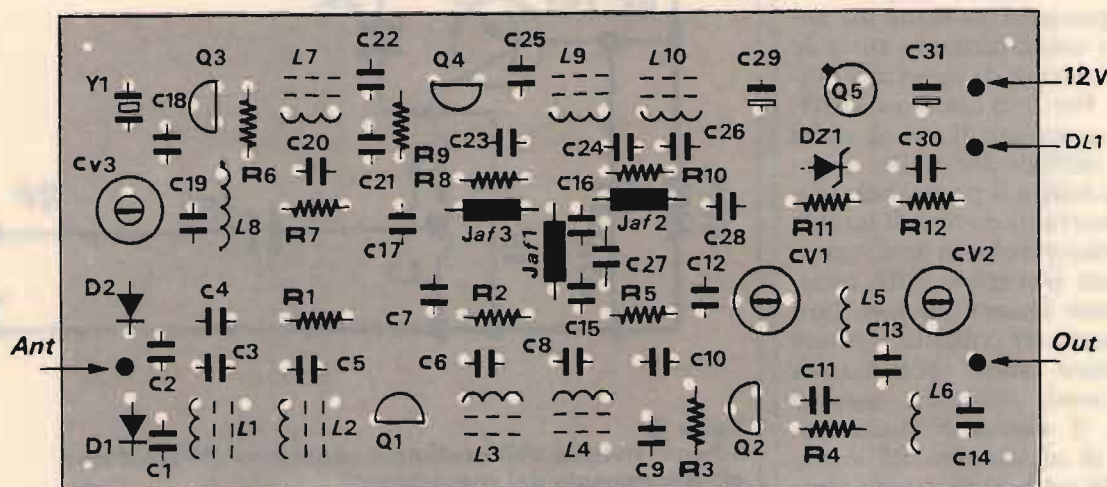 C22 C25
Q3 L7 Q4 L9 L10 C29 C31
Y1 12V
C18 Q5
DL1
C20 C23 C24 C26 DZ1 C30
Cv3 R9
C19 R6 C21 R8 C16 R10
L8 R7 Jaf3 Jaf2 R11 R12
C17 Jaf1 C28
C27 C12 CV1 CV2
D2 C4 R1 R2 R5 L5
C7 C15 C13
Ant Out
C3 C5 C6 C8 C10
C2 C11
L6
D1 L1 L2 Q1 Q2
C1 L3 L4 C9 R3 R4 C14